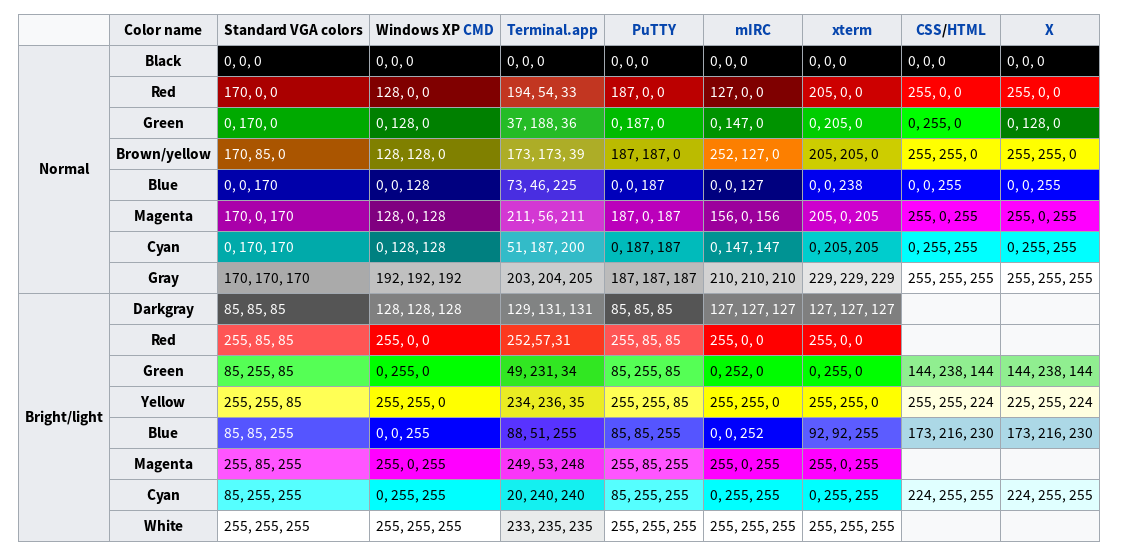 Color name Standard VGA colors Windows XP CMD Terminal.app PuTTY mIRC xterm CSS/HTML X
Normal
Black 0, 0, 0 0, 0, 0 0, 0, 0 0, 0, 0 0, 0, 0 0, 0, 0 0, 0, 0 0, 0, 0
Red 170, 0, 0 128, 0, 0 194, 54, 33 187, 0, 0 127, 0, 0 205, 0, 0 255, 0, 0 255, 0, 0
Green 0, 170, 0 0, 128, 0 37, 188, 36 0, 187, 0 0, 147, 0 0, 205, 0 0, 255, 0 0, 128, 0
Brown/yellow 170, 85, 0 128, 128, 0 173, 173, 39 187, 187, 0 252, 127, 0 205, 205, 0 255, 255, 0 255, 255, 0
Blue 0, 0, 170 0, 0, 128 73, 46, 225 0, 0, 187 0, 0, 127 0, 0, 238 0, 0, 255 0, 0, 255
Magenta 170, 0, 170 128, 0, 128 211, 56, 211 187, 0, 187 156, 0, 156 205, 0, 205 255, 0, 255 255, 0, 255
Cyan 0, 170, 170 0, 128, 128 51, 187, 200 0, 187, 187 0, 147, 147 0, 205, 205 0, 255, 255 0, 255, 255
Gray 170, 170, 170 192, 192, 192 203, 204, 205 187, 187, 187 210, 210, 210 229, 229, 229 255, 255, 255 255, 255, 255
Bright/light
Darkgray 85, 85, 85 128, 128, 128 129, 131, 131 85, 85, 85 127, 127, 127 127, 127, 127
Red 255, 85, 85 255, 0, 0 252,57,31 255, 85, 85 255, 0, 0 255, 0, 0
Green 85, 255, 85 0, 255, 0 49, 231, 34 85, 255, 85 0, 252, 0 0, 255, 0 144, 238, 144 144, 238, 144
Yellow 255, 255, 85 255, 255, 0 234, 236, 35 255, 255, 85 255, 255, 0 255, 255, 0 255, 255, 224 225, 255, 224
Blue 85, 85, 255 0, 0, 255 88, 51, 255 85, 85, 255 0, 0, 252 92, 92, 255 173, 216, 230 173, 216, 230
Magenta 255, 85, 255 255, 0, 255 249, 53, 248 255, 85, 255 255, 0, 255 255, 0, 255
Cyan 85, 255, 255 0, 255, 255 20, 240, 240 85, 255, 255 0, 255, 255 0, 255, 255 224, 255, 255 224, 255, 255
White 255, 255, 255 255, 255, 255 233, 235, 235 255, 255, 255 255, 255, 255 255, 255, 255